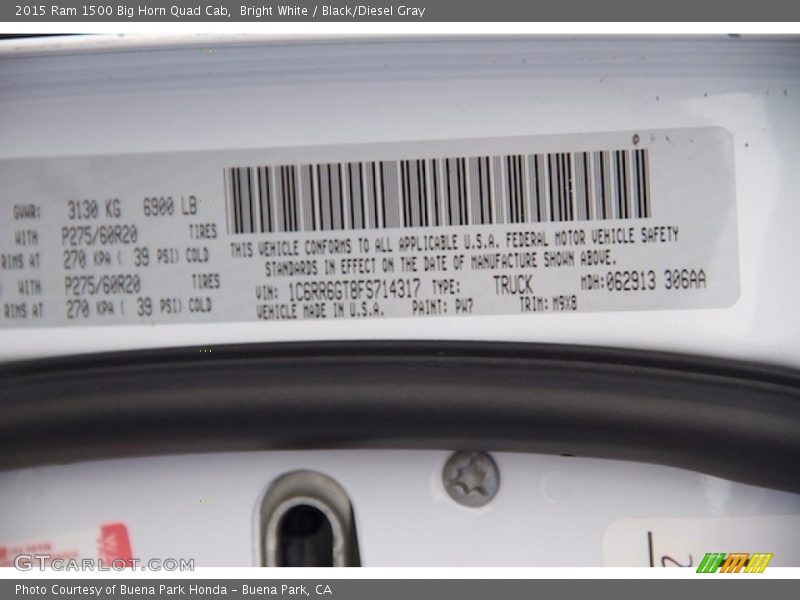 2015 Ram 1500 Big Horn Quad Cab,  Bright White / Black/Diesel Gray
GVWR: 3130 KG 6900 LB
WITH P275/60R20 TIRES
RIMS AT 270 KPA ( 39 PSI) COLD
WITH P275/60R20 TIRES
RIMS AT 270 KPA ( 39 PSI) COLD
THIS VEHICLE CONFORMS TO ALL APPLICABLE U.S.A. FEDERAL MOTOR VEHICLE SAFETY
STANDARDS IN EFFECT ON THE DATE OF MANUFACTURE SHOWN ABOVE.
VIN: 1C6RR6GT8FS714317 TYPE: TRUCK MDH:062913 306AA
VEHICLE MADE IN U.S.A. PAINT: PW7 TRIM: M9X8
GTCARLOT.COM
2
Photo Courtesy of Buena Park Honda – Buena Park, CA